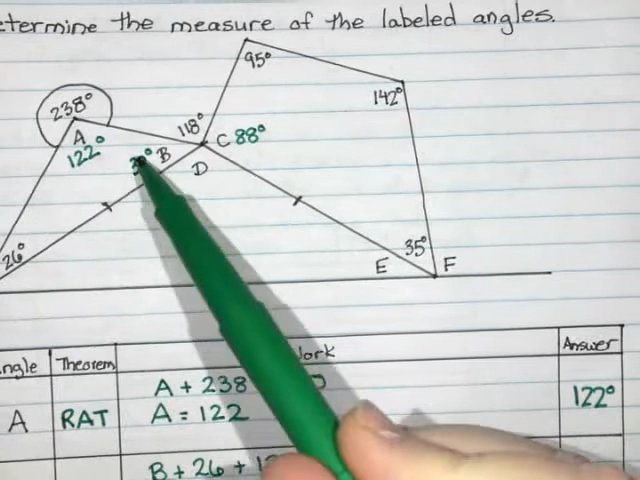 etermine the measure of the labeled angles.
95°
238°
142°
118°
A
C 88°
122°
B
D
26°
35°
E
F
ngle Theorem ork Answer
A + 238
A RAT A = 122 122°
B + 26 + 1